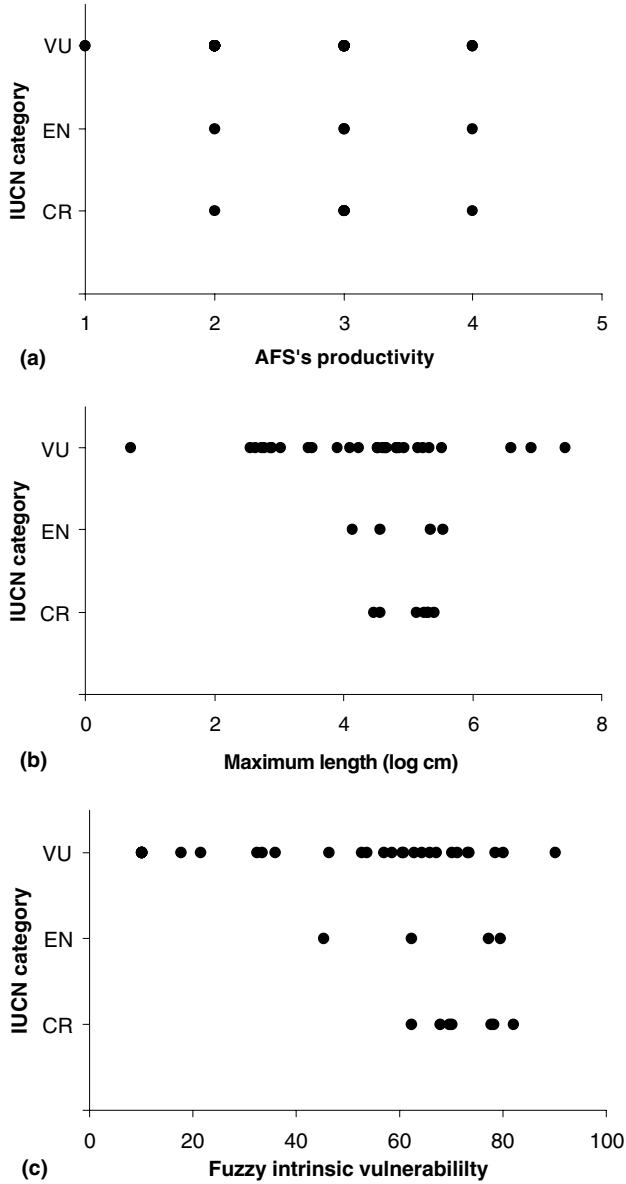 VU
EN
CR
IUCN category
1 2 3 4 5
(a) AFS's productivity
VU
EN
CR
IUCN category
0 2 4 6 8
(b) Maximum length (log cm)
VU
EN
CR
IUCN category
0 20 40 60 80 100
(c) Fuzzy intrinsic vulnerabililty